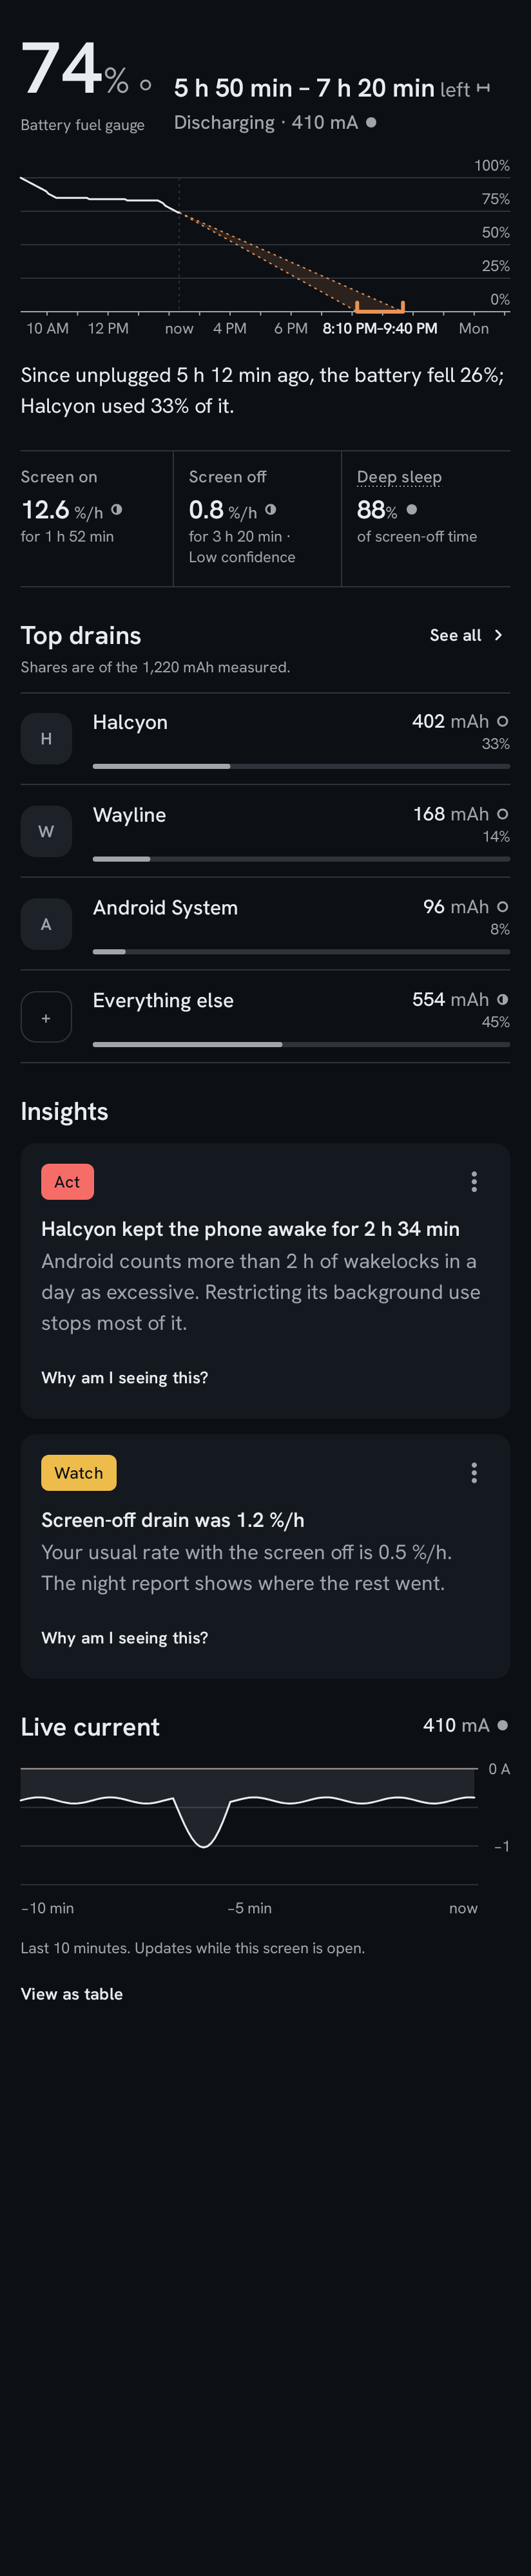 74%
Battery fuel gauge
5 h 50 min – 7 h 20 min left
Discharging · 410 mA
100%
75%
50%
25%
0%
10 AM 12 PM now 4 PM 6 PM 8:10 PM–9:40 PM Mon
Since unplugged 5 h 12 min ago, the battery fell 26%;
Halcyon used 33% of it.
Screen on
12.6 %/h
for 1 h 52 min
Screen off
0.8 %/h
for 3 h 20 min ·
Low confidence
Deep sleep
88%
of screen-off time
Top drains
See all
Shares are of the 1,220 mAh measured.
H
Halcyon
402 mAh
33%
W
Wayline
168 mAh
14%
A
Android System
96 mAh
8%
+
Everything else
554 mAh
45%
Insights
Act
Halcyon kept the phone awake for 2 h 34 min
Android counts more than 2 h of wakelocks in a
day as excessive. Restricting its background use
stops most of it.
Why am I seeing this?
Watch
Screen-off drain was 1.2 %/h
Your usual rate with the screen off is 0.5 %/h.
The night report shows where the rest went.
Why am I seeing this?
Live current
410 mA
0 A
−1
−10 min −5 min now
Last 10 minutes. Updates while this screen is open.
View as table